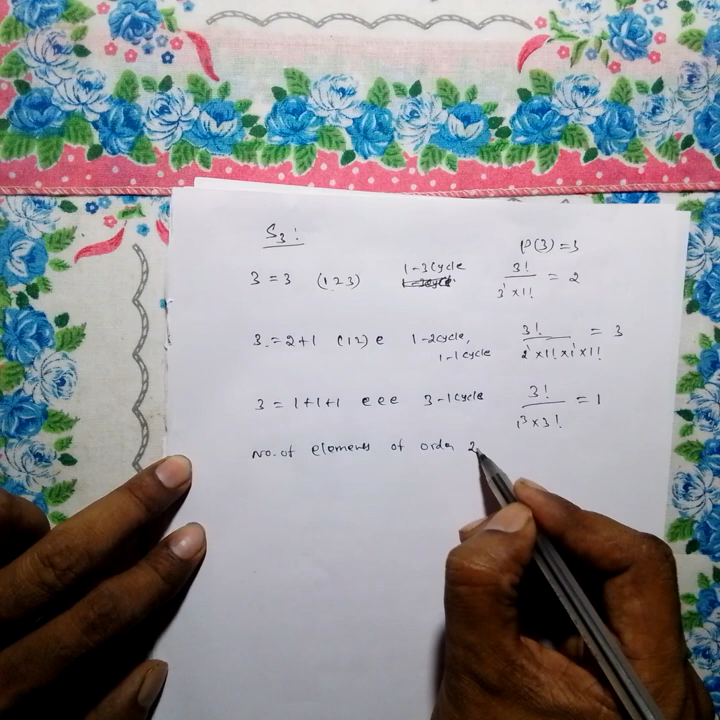 S₃:
P(3)=3
3 = 3 (1 2 3) 1-3cycle 3!/(3¹×1!) = 2
3 = 2+1 (12) e 1-2cycle, 1-1cycle 3!/(2¹×1!×1¹×1!) = 3
3 = 1+1+1 e e e 3-1cycle 3!/(1³×3!) = 1
No. of elements of order 2